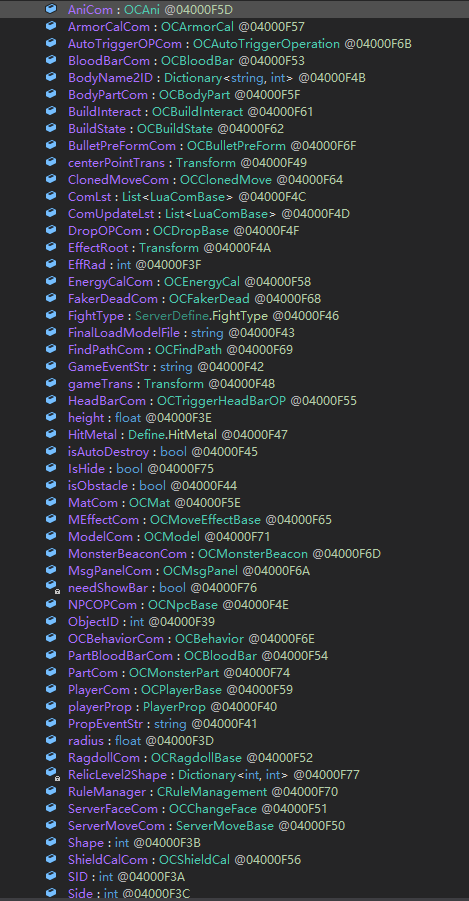 AniCom : OCAni @04000F5D
ArmorCalCom : OCArmorCal @04000F57
AutoTriggerOPCom : OCAutoTriggerOperation @04000F6B
BloodBarCom : OCBloodBar @04000F53
BodyName2ID : Dictionary<string, int> @04000F4B
BodyPartCom : OCBodyPart @04000F5F
BuildInteract : OCBuildInteract @04000F61
BuildState : OCBuildState @04000F62
BulletPreFormCom : OCBulletPreForm @04000F6F
centerPointTrans : Transform @04000F49
ClonedMoveCom : OCClonedMove @04000F64
ComLst : List<LuaComBase> @04000F4C
ComUpdateLst : List<LuaComBase> @04000F4D
DropOPCom : OCDropBase @04000F4F
EffectRoot : Transform @04000F4A
EffRad : int @04000F3F
EnergyCalCom : OCEnergyCal @04000F58
FakerDeadCom : OCFakerDead @04000F68
FightType : ServerDefine.FightType @04000F46
FinalLoadModelFile : string @04000F43
FindPathCom : OCFindPath @04000F69
GameEventStr : string @04000F42
gameTrans : Transform @04000F48
HeadBarCom : OCTriggerHeadBarOP @04000F55
height : float @04000F3E
HitMetal : Define.HitMetal @04000F47
isAutoDestroy : bool @04000F45
IsHide : bool @04000F75
isObstacle : bool @04000F44
MatCom : OCMat @04000F5E
MEffectCom : OCMoveEffectBase @04000F65
ModelCom : OCModel @04000F71
MonsterBeaconCom : OCMonsterBeacon @04000F6D
MsgPanelCom : OCMsgPanel @04000F6A
needShowBar : bool @04000F76
NPCOPCom : OCNpcBase @04000F4E
ObjectID : int @04000F39
OCBehaviorCom : OCBehavior @04000F6E
PartBloodBarCom : OCBloodBar @04000F54
PartCom : OCMonsterPart @04000F74
PlayerCom : OCPlayerBase @04000F59
playerProp : PlayerProp @04000F40
PropEventStr : string @04000F41
radius : float @04000F3D
RagdollCom : OCRagdollBase @04000F52
RelicLevel2Shape : Dictionary<int, int> @04000F77
RuleManager : CRuleManagement @04000F70
ServerFaceCom : OCChangeFace @04000F51
ServerMoveCom : ServerMoveBase @04000F50
Shape : int @04000F3B
ShieldCalCom : OCShieldCal @04000F56
SID : int @04000F3A
Side : int @04000F3C